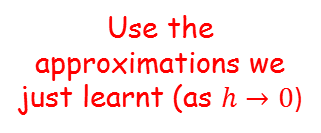 Use the
approximations we
just learnt (as ℎ → 0)